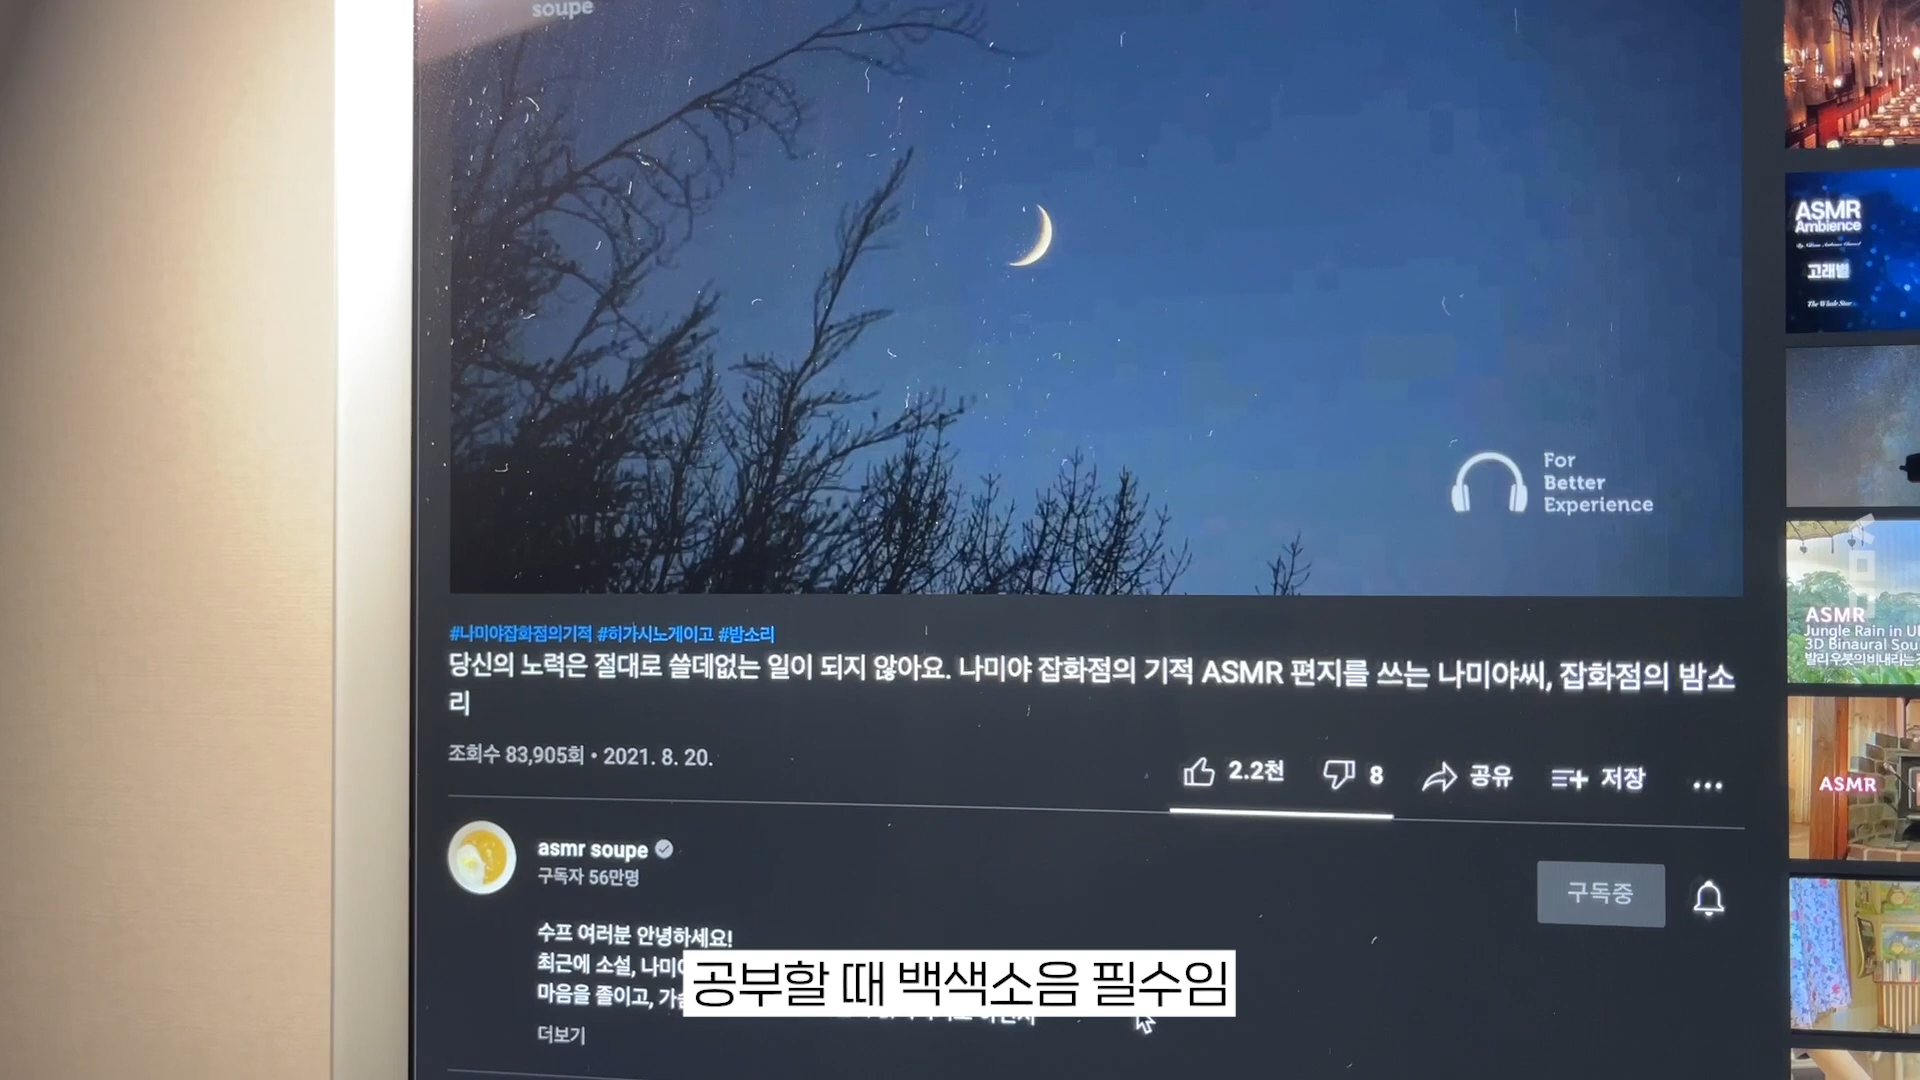 soupe
For
Better
Experience
#나미야잡화점의기적 #히가시노게이고 #밤소리
당신의 노력은 절대로 쓸데없는 일이 되지 않아요. 나미야 잡화점의 기적 ASMR 편지를 쓰는 나미야씨, 잡화점의 밤소
리
조회수 83,905회 • 2021. 8. 20.
2.2천 8 공유 저장
asmr soupe
구독자 56만명
구독중
수프 여러분 안녕하세요!
최근에 소설,
마음을 졸이고,
더보기
공부할 때 백색소음 필수임
ASMR
Ambience
고래별
The Whale Star
ASMR
Jungle Rain in
3D Binaural
ASMR